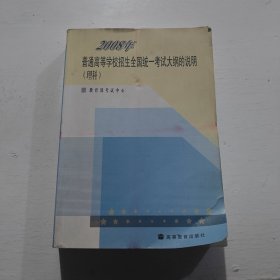 2008年
普通高等学校招生全国统一考试大纲的说明
（理科）
教育部考试中心
高等教育出版社